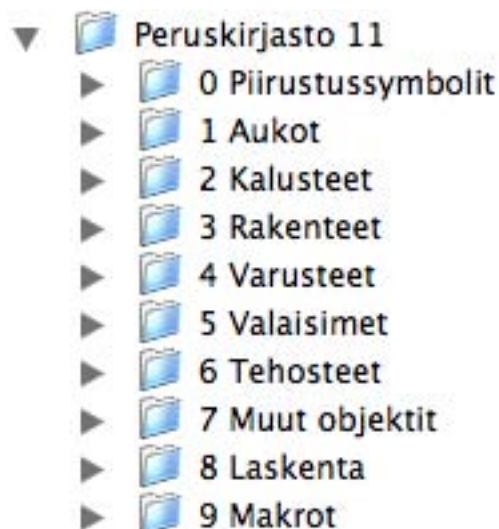 Peruskirjasto 11
0 Piirustussymbolit
1 Aukot
2 Kalusteet
3 Rakenteet
4 Varusteet
5 Valaisimet
6 Tehosteet
7 Muut objektit
8 Laskenta
9 Makrot